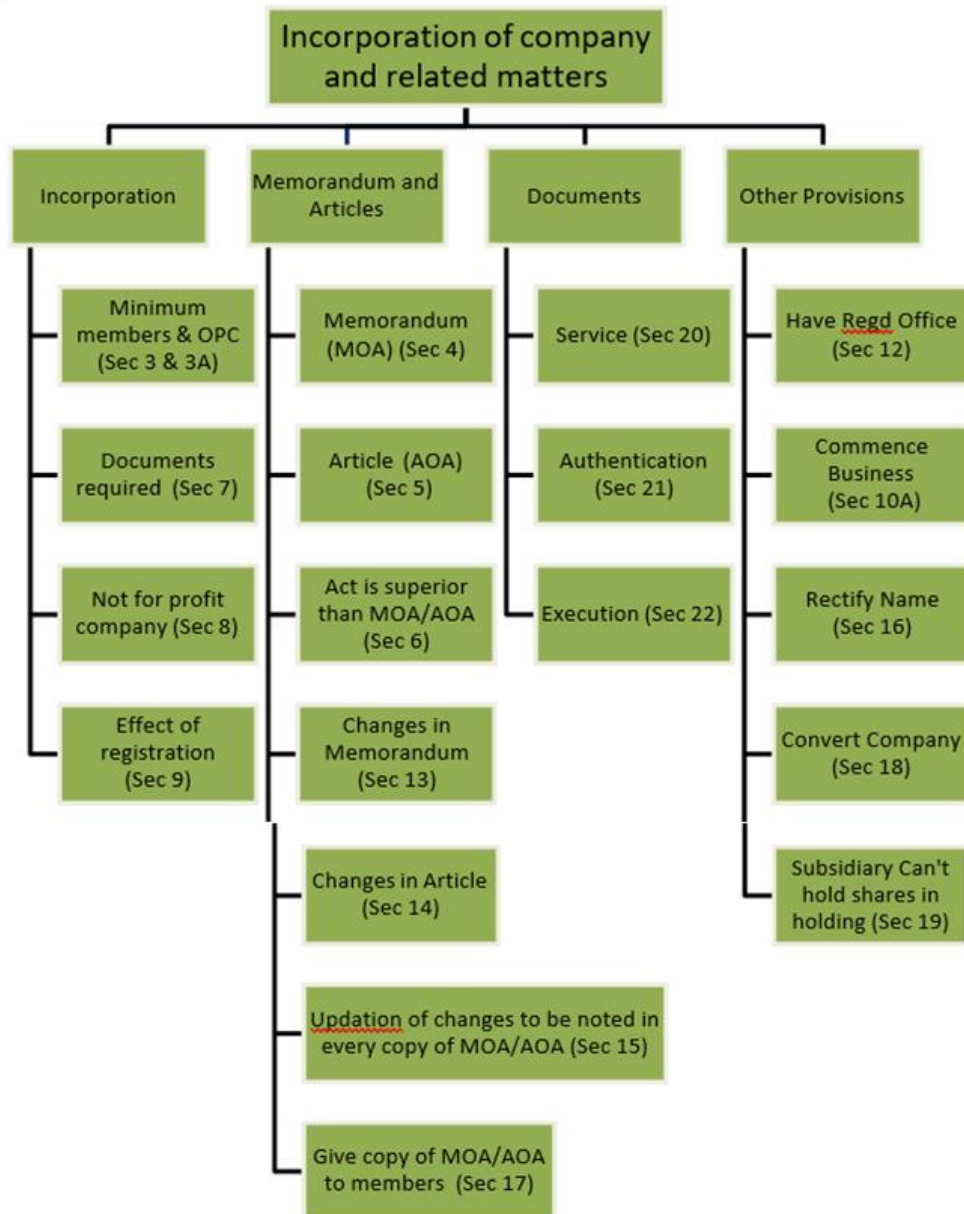 Incorporation of company
and related matters
Incorporation
Memorandum and
Articles
Documents
Other Provisions
Minimum
members & OPC
(Sec 3 & 3A)
Documents
required (Sec 7)
Not for profit
company (Sec 8)
Effect of
registration
(Sec 9)
Memorandum
(MOA) (Sec 4)
Article (AOA)
(Sec 5)
Act is superior
than MOA/AOA
(Sec 6)
Changes in
Memorandum
(Sec 13)
Changes in Article
(Sec 14)
Updation of changes to be noted in
every copy of MOA/AOA (Sec 15)
Give copy of MOA/AOA
to members (Sec 17)
Service (Sec 20)
Authentication
(Sec 21)
Execution (Sec 22)
Have Regd Office
(Sec 12)
Commence
Business
(Sec 10A)
Rectify Name
(Sec 16)
Convert Company
(Sec 18)
Subsidiary Can't
hold shares in
holding (Sec 19)